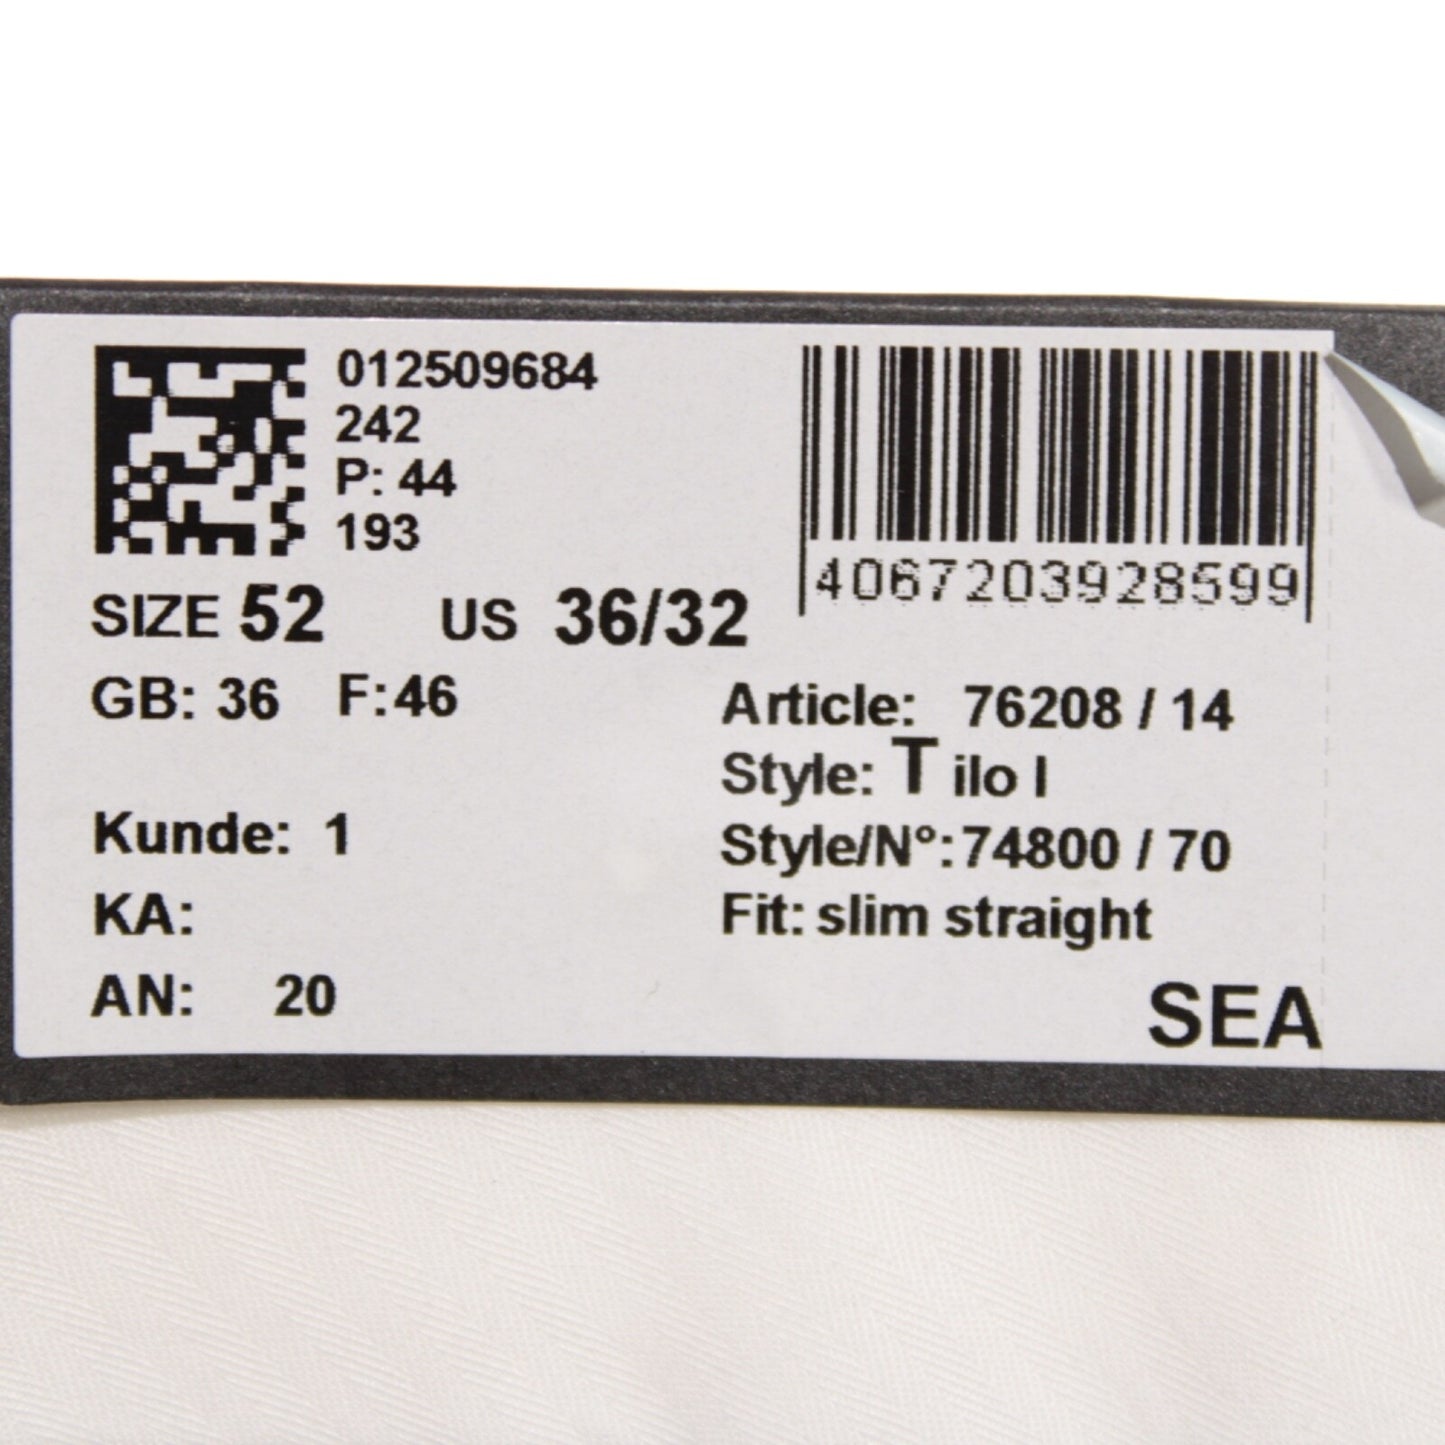 012509684
242
P: 44
193
4067203928599
SIZE 52 US 36/32
GB: 36 F:46
Article: 76208 / 14
Style: T ilo I
Kunde: 1
Style/N°:74800 / 70
KA:
Fit: slim straight
AN: 20
SEA